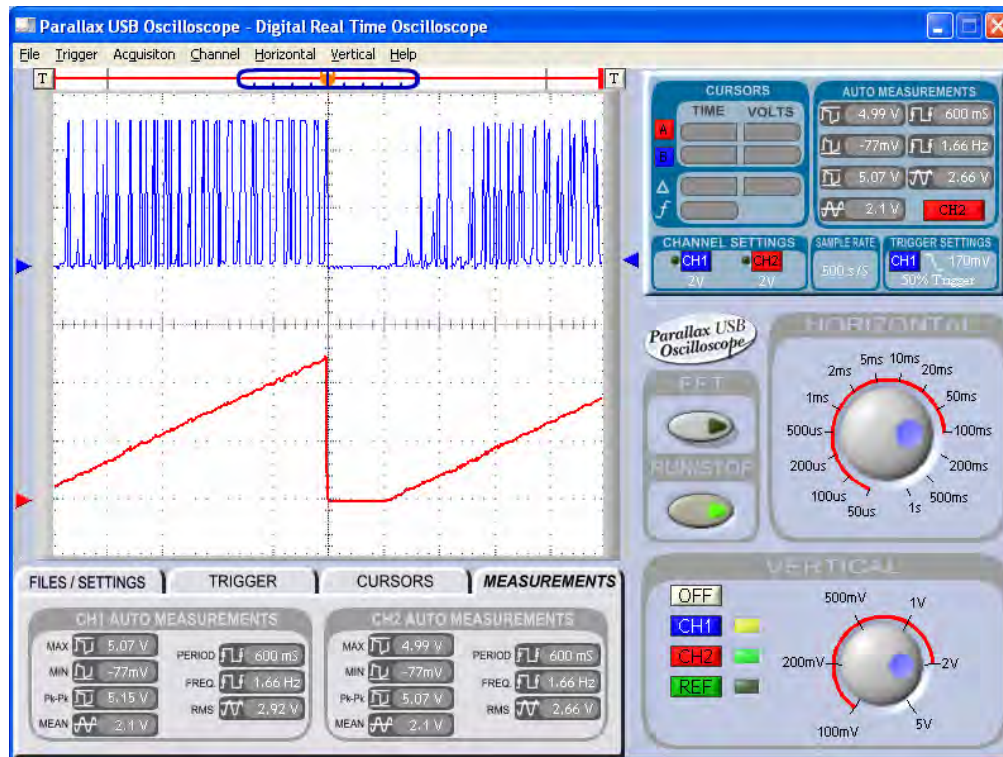 Parallax USB Oscilloscope - Digital Real Time Oscilloscope
File Trigger Acquisiton Channel Horizontal Vertical Help
T T
CURSORS
TIME VOLTS
A
B
Δ
f
AUTO MEASUREMENTS
4.99 V 600 mS
-77mV 1.66 Hz
5.07 V 2.66 V
2.1 V CH2
CHANNEL SETTINGS
CH1 CH2
2V 2V
SAMPLE RATE
500 s/S
TRIGGER SETTINGS
CH1 170mV
50% Trigger
Parallax USB
Oscilloscope
FFT
RUN/STOP
HORIZONTAL
5ms 10ms
2ms 20ms
1ms 50ms
500us 100ms
200us 200ms
100us 500ms
50us 1s
FILES / SETTINGS TRIGGER CURSORS MEASUREMENTS
CH1 AUTO MEASUREMENTS
MAX 5.07 V
MIN -77mV
Pk-Pk 5.15 V
MEAN 2.1 V
PERIOD 600 mS
FREQ. 1.66 Hz
RMS 2.92 V
CH2 AUTO MEASUREMENTS
MAX 4.99 V
MIN -77mV
Pk-Pk 5.07 V
MEAN 2.1 V
PERIOD 600 mS
FREQ. 1.66 Hz
RMS 2.66 V
VERTICAL
OFF
CH1
CH2
REF
500mV 1V
200mV 2V
100mV 5V